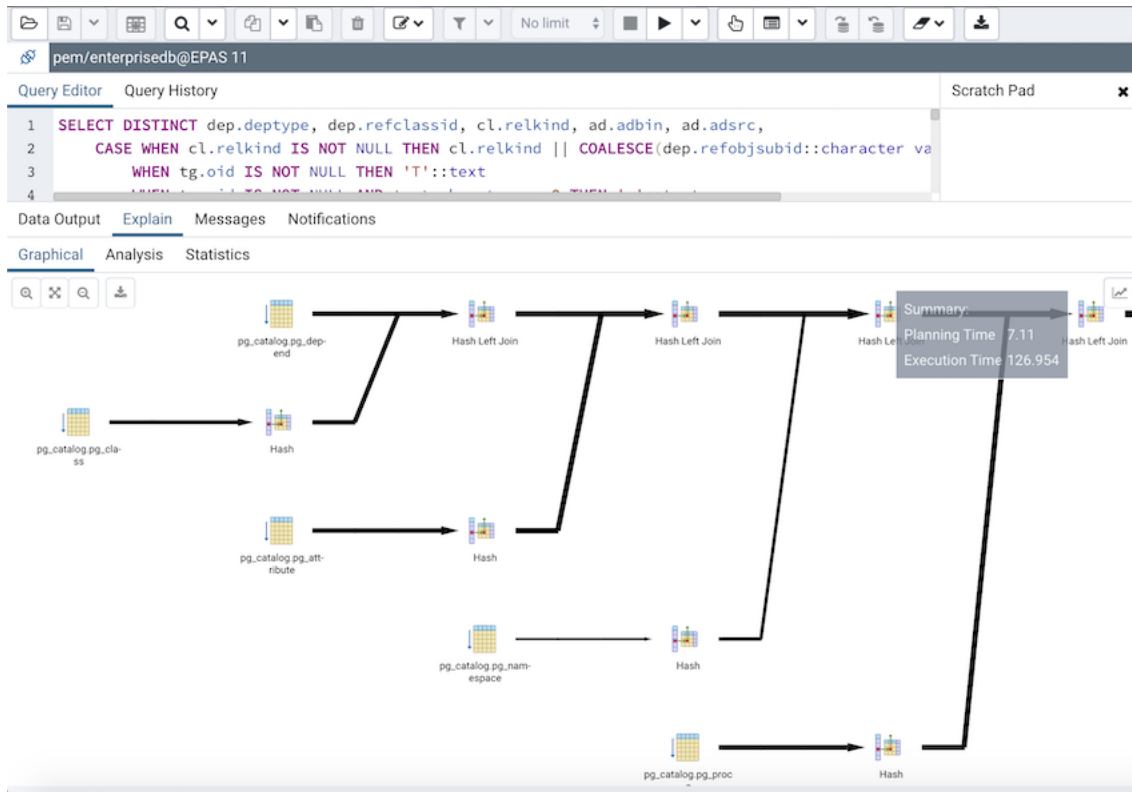 No limit
pem/enterprisedb@EPAS 11
Query Editor Query History
Scratch Pad
1 SELECT DISTINCT dep.deptype, dep.refclassid, cl.relkind, ad.adbin, ad.adsrc,
2 CASE WHEN cl.relkind IS NOT NULL THEN cl.relkind || COALESCE(dep.refobjsubid::character va
3 WHEN tg.oid IS NOT NULL THEN 'T'::text
4
Data Output Explain Messages Notifications
Graphical Analysis Statistics
Summary:
Planning Time 7.11
Execution Time 126.954
pg_catalog.pg_dep-
end
Hash Left Join
Hash Left Join
Hash Left Join
Hash Left Join
pg_catalog.pg_cla-
ss
Hash
pg_catalog.pg_att-
ribute
Hash
pg_catalog.pg_nam-
espace
Hash
pg_catalog.pg_proc
Hash